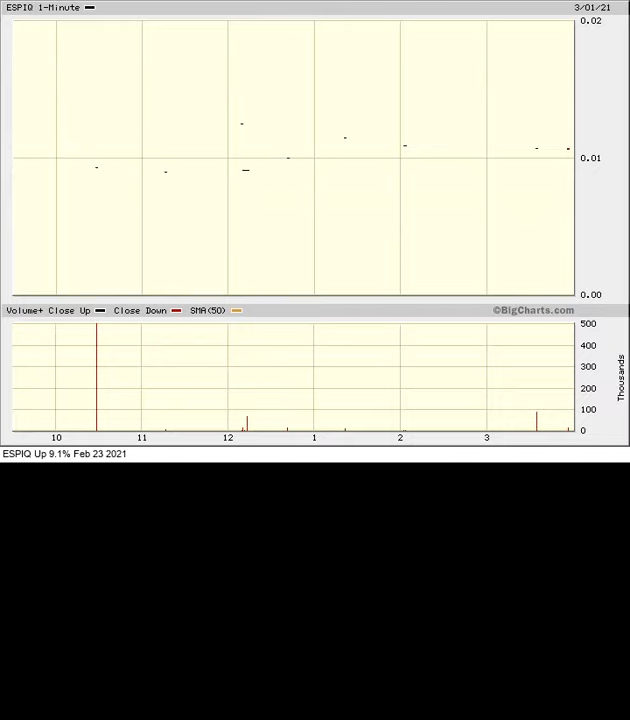 ESPIQ 1-Minute 3/01/21
0.02
0.01
0.00
Volume+ Close Up Close Down SMA(50) ©BigCharts.com
500
400
300
200
100
0
Thousands
10 11 12 1 2 3
ESPIQ Up 9.1% Feb 23 2021